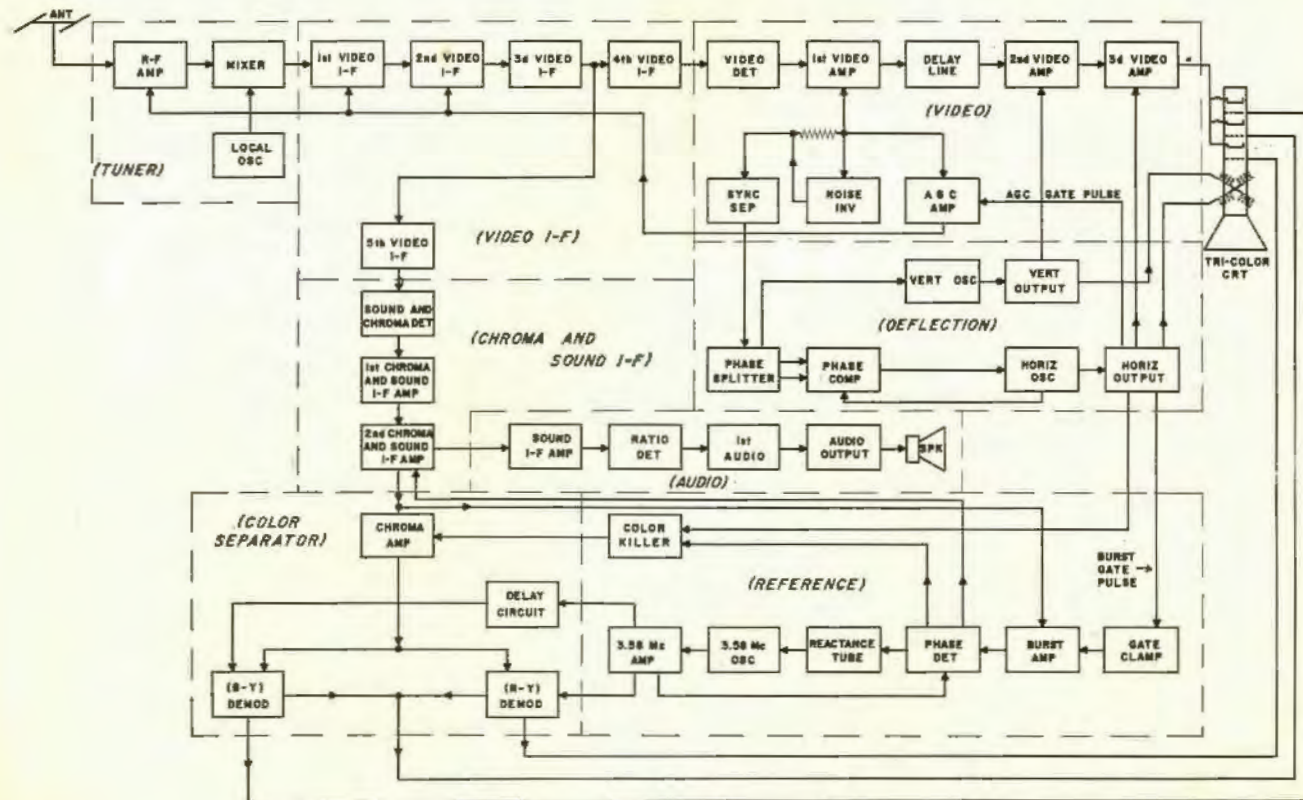 ANT
R-F
AMP
MIXER
LOCAL
OSC
(TUNER)
1st VIDEO
I-F
2nd VIDEO
I-F
3d VIDEO
I-F
4th VIDEO
I-F
5th VIDEO
I-F
(VIDEO I-F)
VIDEO
DET
1st VIDEO
AMP
DELAY
LINE
2nd VIDEO
AMP
3d VIDEO
AMP
(VIDEO)
SYNC
SEP
NOISE
INV
AGC
AMP
AGC GATE PULSE
TRI-COLOR
CRT
VERT OSC
VERT
OUTPUT
(DEFLECTION)
PHASE
SPLITTER
PHASE
COMP
HORIZ
OSC
HORIZ
OUTPUT
SOUND AND
CHROMA DET
(CHROMA AND
SOUND I-F)
1st CHROMA
AND SOUND
I-F AMP
2nd CHROMA
AND SOUND
I-F AMP
SOUND
I-F AMP
RATIO
DET
1st
AUDIO
AUDIO
OUTPUT
SPK
(AUDIO)
(COLOR
SEPARATOR)
CHROMA
AMP
COLOR
KILLER
(REFERENCE)
BURST
GATE
PULSE
DELAY
CIRCUIT
3.58 Mc
AMP
3.58 Mc
OSC
REACTANCE
TUBE
PHASE
DET
BURST
AMP
GATE
CLAMP
(B-Y)
DEMOD
(R-Y)
DEMOD